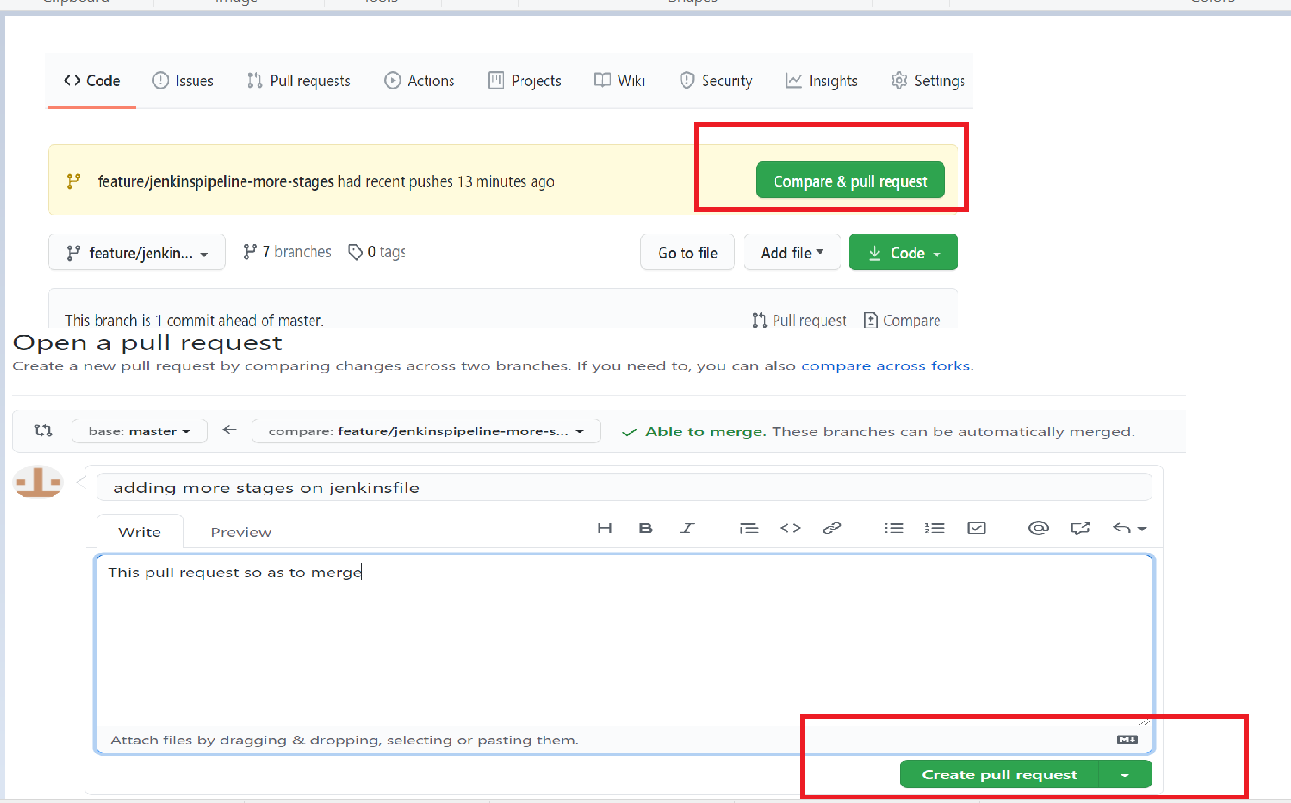 Clipboard Image Tools Shapes Colors
Code Issues Pull requests Actions Projects Wiki Security Insights Settings
feature/jenkinspipeline-more-stages had recent pushes 13 minutes ago Compare & pull request
feature/jenkin... 7 branches 0 tags Go to file Add file Code
This branch is 1 commit ahead of master. Pull request Compare
Open a pull request
Create a new pull request by comparing changes across two branches. If you need to, you can also compare across forks.
base: master compare: feature/jenkinspipeline-more-s... Able to merge. These branches can be automatically merged.
adding more stages on jenkinsfile
Write Preview H B I
This pull request so as to merge
Attach files by dragging & dropping, selecting or pasting them.
Create pull request